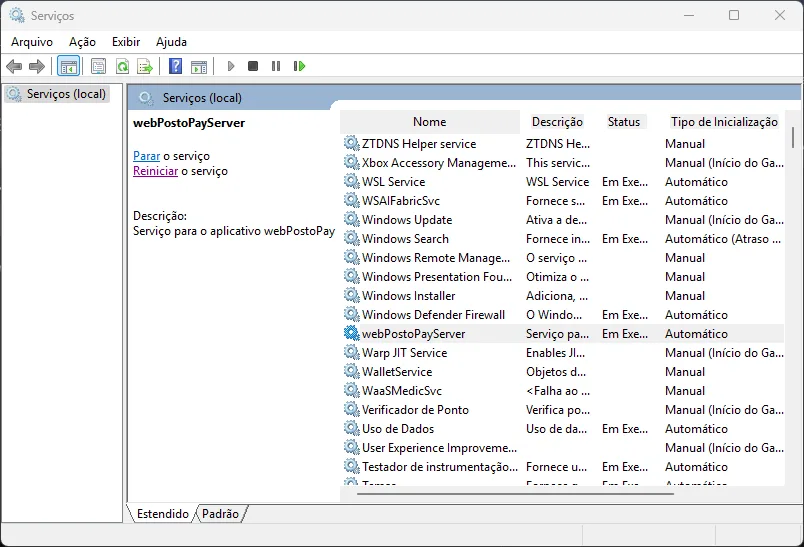 Serviços
Arquivo Ação Exibir Ajuda
Serviços (local)
Serviços (local)
webPostoPayServer
Parar o serviço
Reiniciar o serviço
Descrição:
Serviço para o aplicativo webPostoPay
Nome Descrição Status Tipo de Inicialização
ZTDNS Helper service ZTDNS He... Manual
Xbox Accessory Manageme... This servic... Manual (Início do Ga...
WSL Service WSL Service Em Exe... Automático
WSAIFabricSvc Fornece s... Em Exe... Automático
Windows Update Ativa a de... Manual (Início do Ga...
Windows Search Fornece in... Em Exe... Automático (Atraso ...
Windows Remote Manage... O serviço ... Manual
Windows Presentation Fou... Otimiza o ... Manual
Windows Installer Adiciona, ... Manual
Windows Defender Firewall O Windo... Em Exe... Automático
webPostoPayServer Serviço pa... Em Exe... Automático
Warp JIT Service Enables JI... Manual (Início do Ga...
WalletService Objetos d... Manual
WaaSMedicSvc <Falha ao ... Manual
Verificador de Ponto Verifica po... Manual (Início do Ga...
Uso de Dados Uso de da... Em Exe... Automático
User Experience Improveme... Manual (Início do Ga...
Testador de instrumentação... Fornece u... Em Exe... Automático
Estendido Padrão